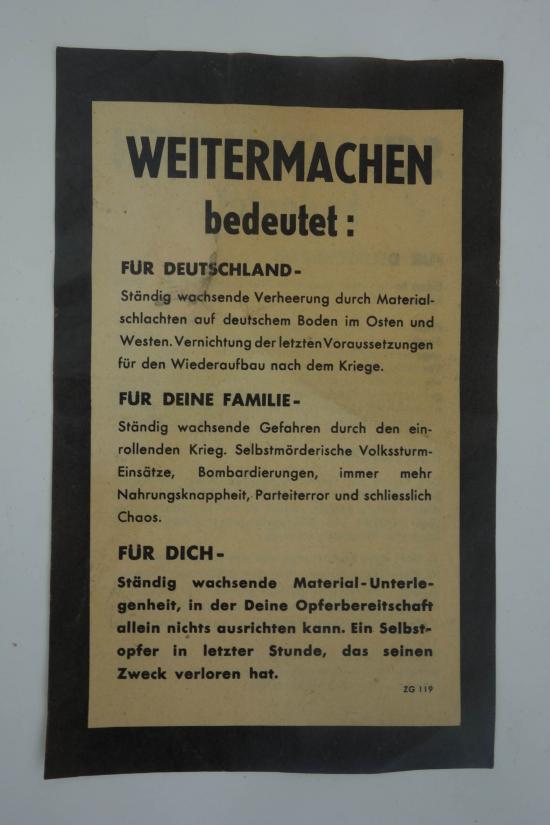 WEITERMACHEN
bedeutet:
FÜR DEUTSCHLAND-
Ständig wachsende Verheerung durch Material-
schlachten auf deutschem Boden im Osten und
Westen. Vernichtung der letzten Voraussetzungen
für den Wiederaufbau nach dem Kriege.
FÜR DEINE FAMILIE-
Ständig wachsende Gefahren durch den ein-
rollenden Krieg. Selbstmörderische Volkssturm-
Einsätze, Bombardierungen, immer mehr
Nahrungsknappheit, Parteiterror und schliesslich
Chaos.
FÜR DICH-
Ständig wachsende Material-Unterle-
genheit, in der Deine Opferbereitschaft
allein nichts ausrichten kann. Ein Selbst-
opfer in letzter Stunde, das seinen
Zweck verloren hat.
ZG 119